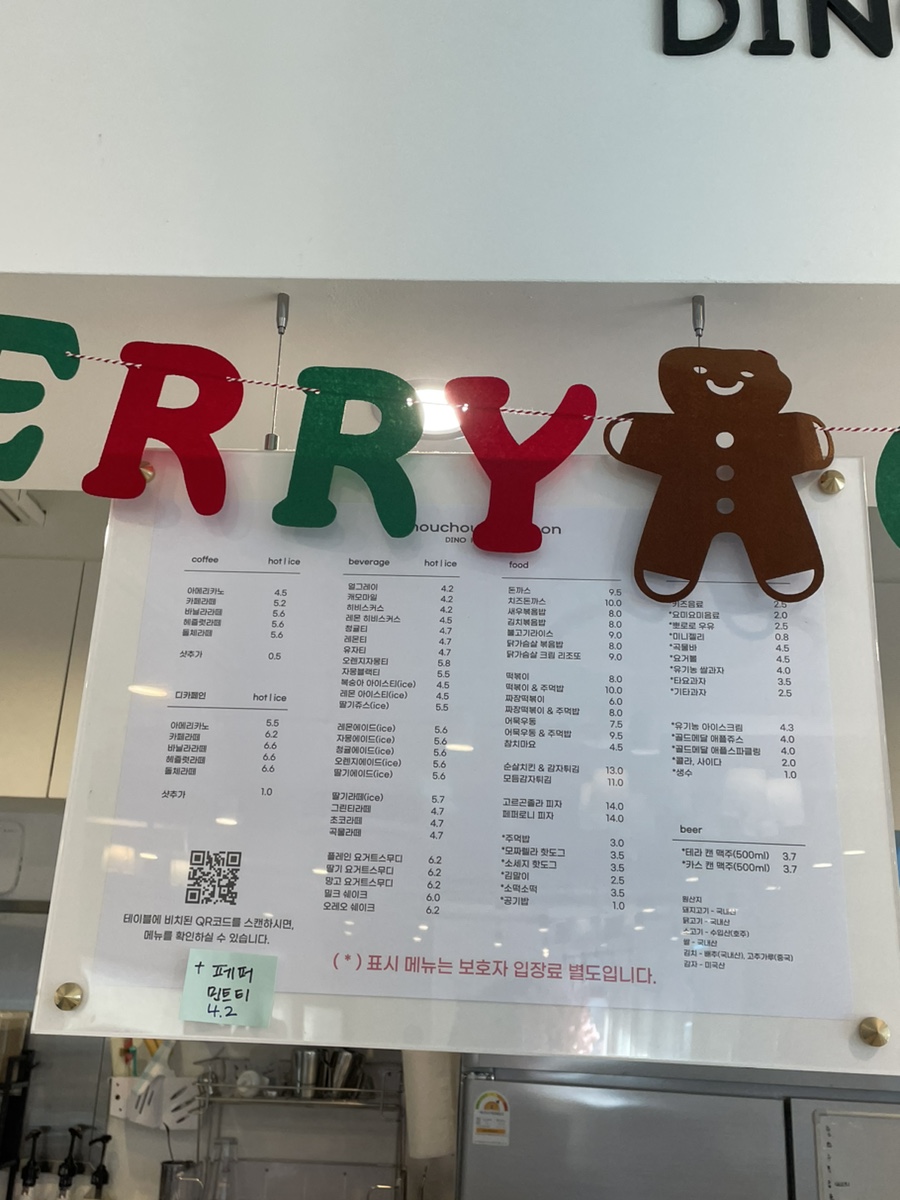 DIN
ERRY
DINO
coffee hot | ice
아메리카노 4.5
카페라떼 5.2
바닐라라떼 5.6
헤즐럿라떼 5.6
돌체라떼 5.6
샷추가 0.5
디카페인 hot | ice
아메리카노 5.5
카페라떼 6.2
바닐라라떼 6.6
헤즐럿라떼 6.6
돌체라떼 6.6
샷추가 1.0
테이블에 비치된 QR코드를 스캔하시면,
메뉴를 확인하실 수 있습니다.
+ 페퍼
민트티
4.2
beverage hot | ice
얼그레이 4.2
캐모마일 4.2
히비스커스 4.2
레몬 히비스커스 4.5
청귤티 4.7
레몬티 4.7
유자티 4.7
오렌지자몽티 5.8
자몽블랙티 5.5
복숭아 아이스티(ice) 4.5
레몬 아이스티(ice) 4.5
딸기쥬스(ice) 5.5
레몬에이드(ice) 5.6
자몽에이드(ice) 5.6
청귤에이드(ice) 5.6
오렌지에이드(ice) 5.6
딸기에이드(ice) 5.6
딸기라떼(ice) 5.7
그린티라떼 4.7
초코라떼 4.7
곡물라떼 4.7
플레인 요거트스무디 6.2
딸기 요거트스무디 6.2
망고 요거트스무디 6.2
밀크 쉐이크 6.0
오레오 쉐이크 6.2
food
돈까스 9.5
치즈돈까스 10.0
새우볶음밥 8.0
김치볶음밥 8.0
불고기라이스 9.0
닭가슴살 볶음밥 8.0
닭가슴살 크림 리조또 9.0
떡볶이 8.0
떡볶이 & 주먹밥 10.0
짜장떡볶이 6.0
짜장떡볶이 & 주먹밥 8.0
어묵우동 7.5
어묵우동 & 주먹밥 9.5
참치마요 4.5
순살치킨 & 감자튀김 13.0
모듬감자튀김 11.0
고르곤졸라 피자 14.0
페퍼로니 피자 14.0
*주먹밥 3.0
*모짜렐라 핫도그 3.5
*소세지 핫도그 3.5
*김말이 2.5
*소떡소떡 3.5
*공기밥 1.0
키즈음료 2.5
*요미요미음료 2.0
*뽀로로 우유 2.5
*미니젤리 0.8
*곡물바 4.5
*요거볼 4.5
*유기농 쌀과자 4.0
*타요과자 3.5
*기타과자 2.5
*유기농 아이스크림 4.3
*골드메달 애플쥬스 4.0
*골드메달 애플스파클링 4.0
*콜라, 사이다 2.0
*생수 1.0
beer
*테라 캔 맥주(500ml) 3.7
*카스 캔 맥주(500ml) 3.7
원산지
돼지고기 - 국내산
닭고기 - 국내산
소고기 - 수입산(호주)
쌀 - 국내산
김치 - 배추(국내산), 고추가루(중국)
감자 - 미국산
( * ) 표시 메뉴는 보호자 입장료 별도입니다.